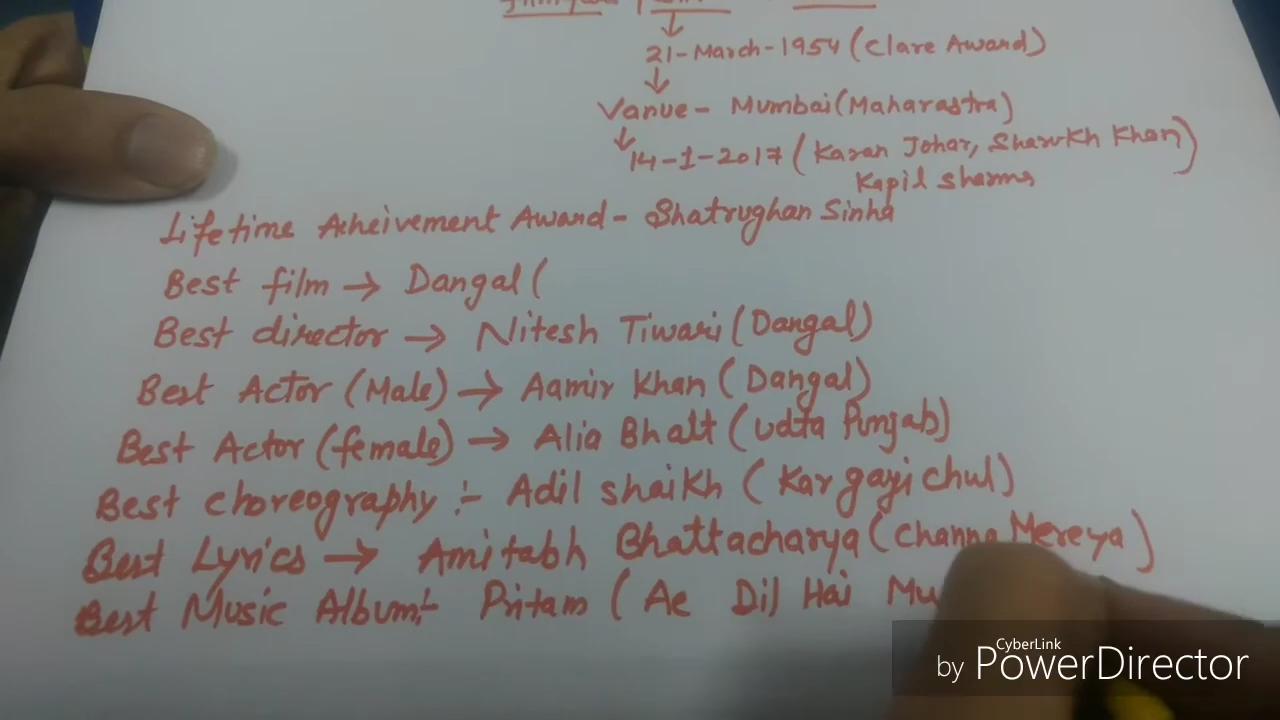 21-March-1954 (Clare Award)
Vanue- Mumbai(Maharastra)
14-1-2017 (Karan Johar, Sharukh Khan)
Kapil Sharma
Lifetime Acheivement Award- Shatrughan Sinha
Best film → Dangal (
Best director → Nitesh Tiwari (Dangal)
Best Actor (Male) → Aamir Khan (Dangal)
Best Actor (female) → Alia Bhatt (Udta Punjab)
Best choreography :- Adil Shaikh (Kar gayi chul)
Best Lyrics → Amitabh Bhattacharya (Channa Mereya)
Best Music Album:- Pritam ( Ae Dil Hai Mu
CyberLink
by PowerDirector